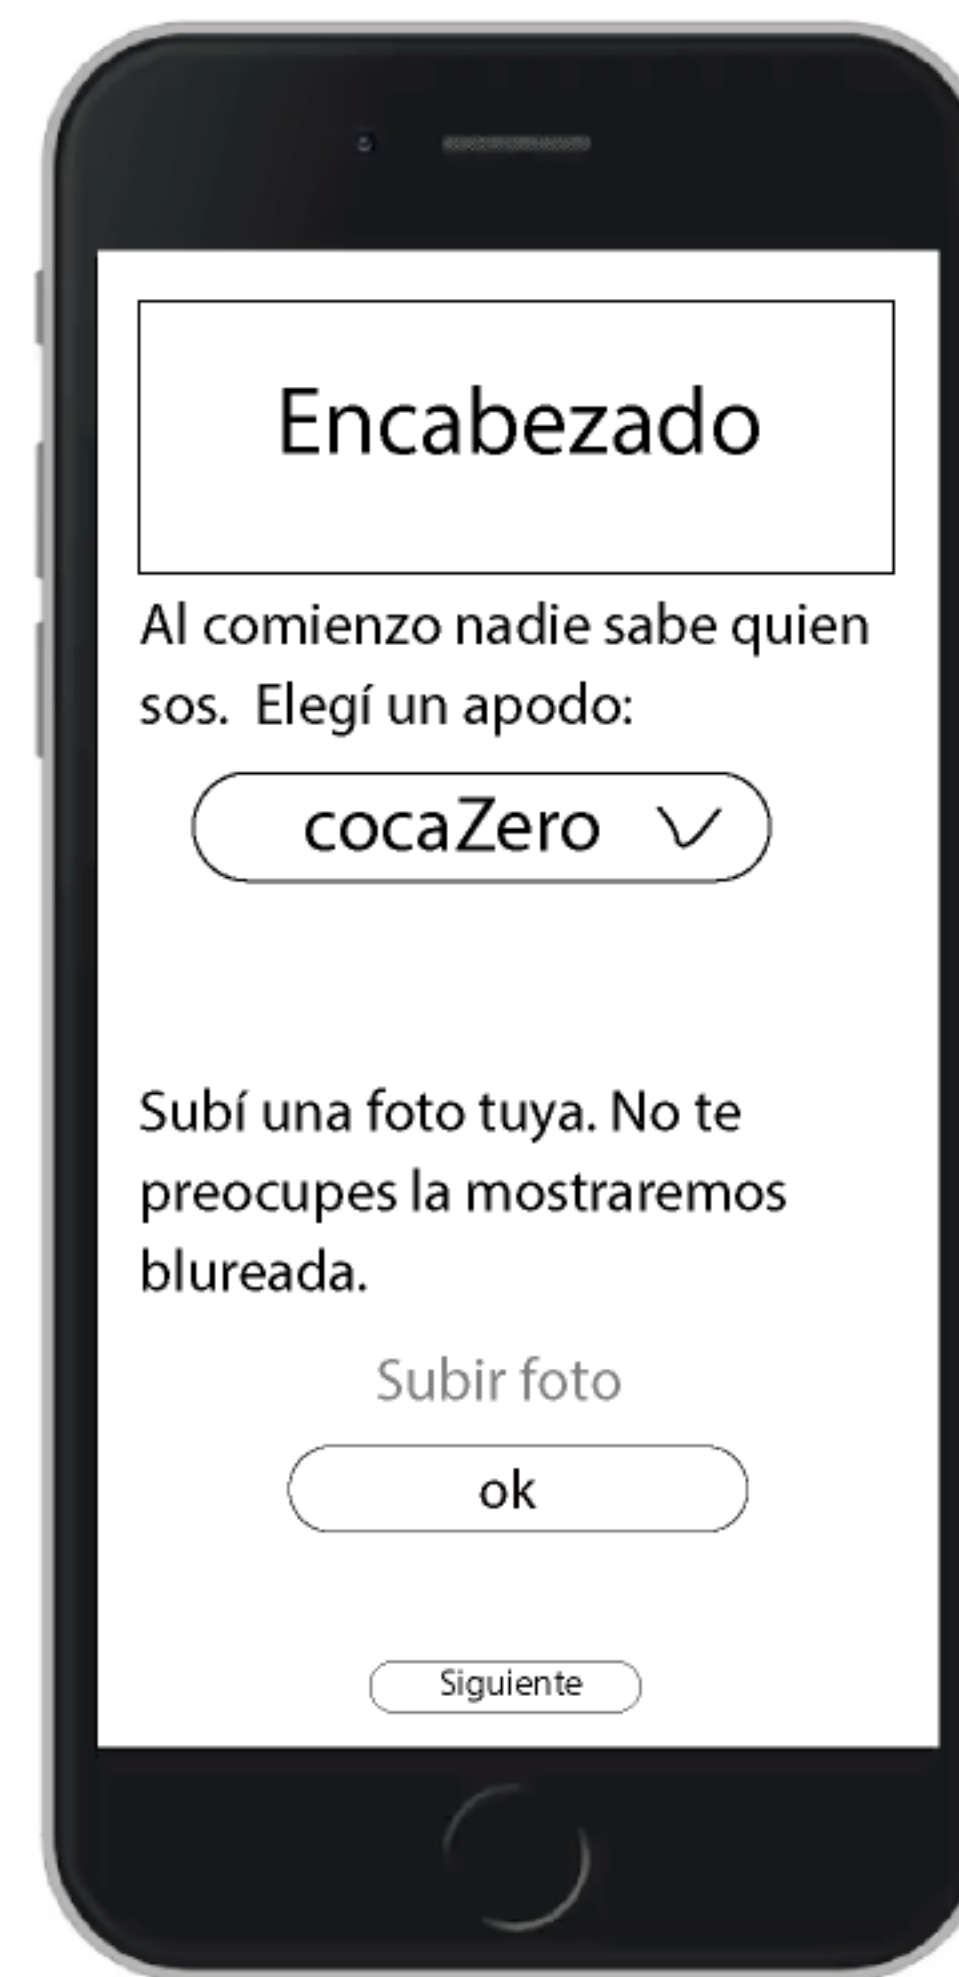 Encabezado
Al comienzo nadie sabe quien
sos. Elegí un apodo:
cocaZero
Subí una foto tuya. No te
preocupes la mostraremos
blureada.
Subir foto
ok
Siguiente